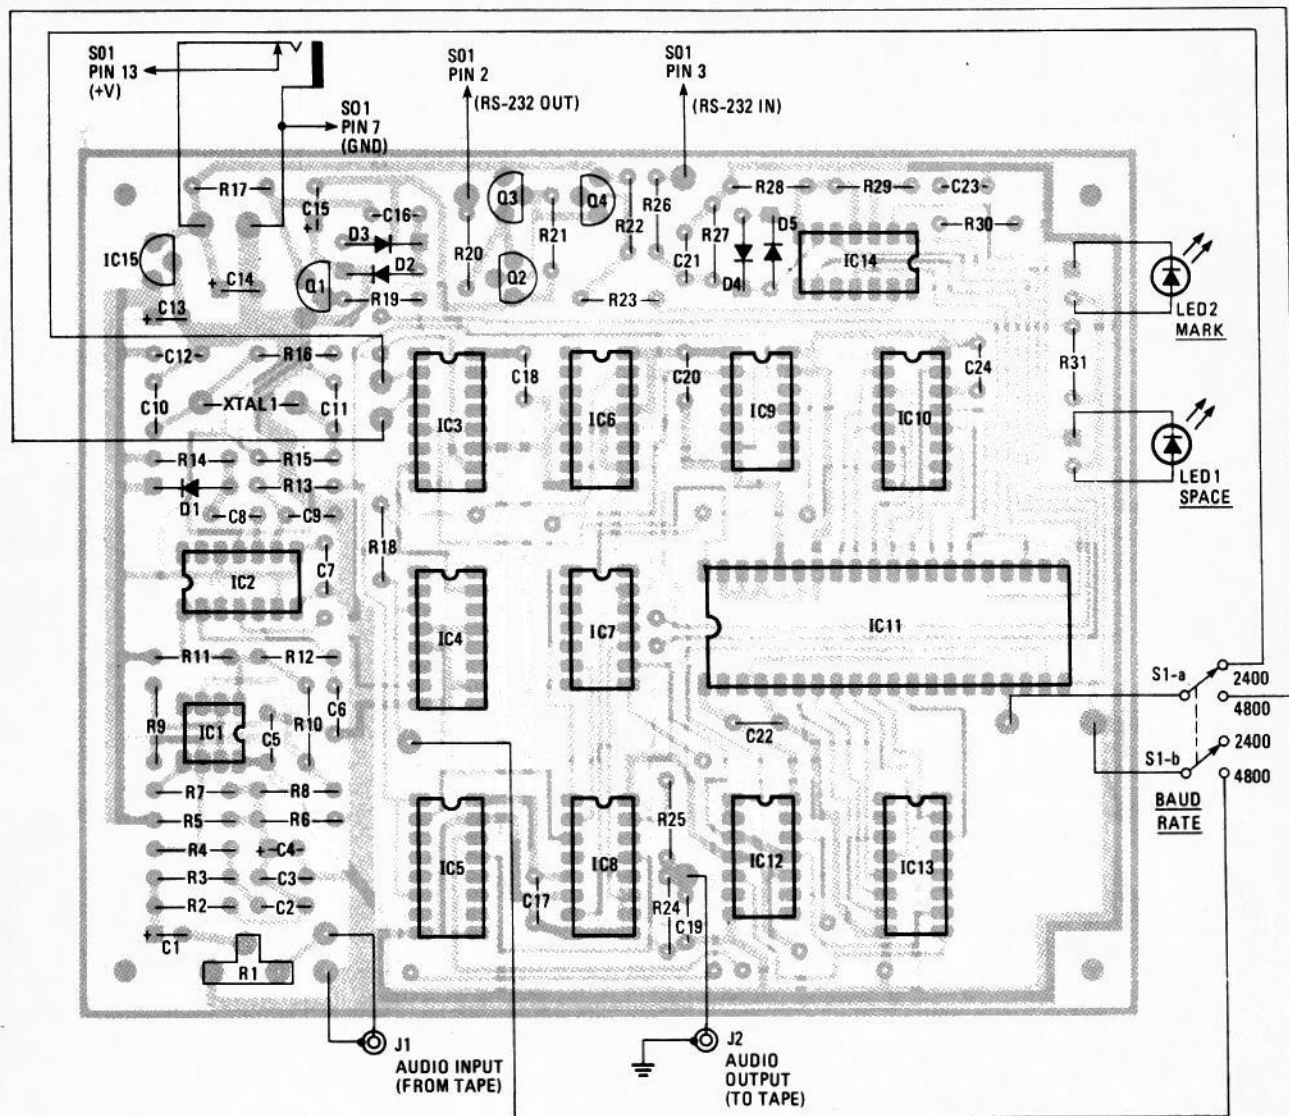 S01
PIN 13
(+V)
S01
PIN 7
(GND)
S01
PIN 2
(RS-232 OUT)
S01
PIN 3
(RS-232 IN)
R17
C15
+
C16
D3
D2
R19
IC15
C14
+
Q1
C13
+
R20
Q3
R21
Q4
Q2
R22
R26
R23
C21
R27
D4
D5
R28
R29
C23
R30
IC14
LED2
MARK
R31
LED1
SPACE
C12
R16
C10
XTAL1
C11
R14
R15
D1
R13
C8
C9
IC2
C7
R18
IC3
C18
IC6
C20
IC9
IC10
C24
IC4
IC7
IC11
R11
R12
R9
IC1
C5
R10
C6
R7
R8
R5
R6
R4
+
C4
R3
C3
R2
C2
+
C1
R1
IC5
C17
IC8
R25
R24
C19
IC12
C22
IC13
S1-a
2400
4800
2400
S1-b
4800
BAUD
RATE
J1
AUDIO INPUT
(FROM TAPE)
J2
AUDIO
OUTPUT
(TO TAPE)